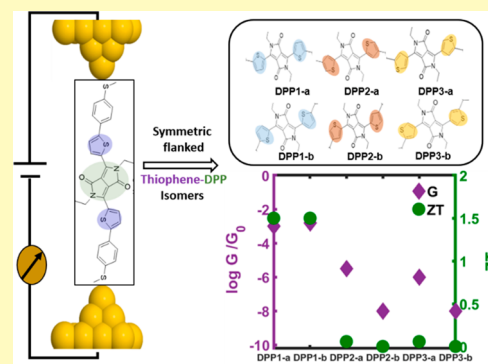 S
S
N
O
O
N
S
S
Symmetric
flanked
Thiophene-DPP
Isomers
DPP1-a DPP2-a DPP3-a
DPP1-b DPP2-b DPP3-b
0 2
G
ZT
-2
-4
-6
-8
-10
log G /G₀
1.5
1
0.5
0
ZT
DPP1-a DPP1-b DPP2-a DPP2-b DPP3-a DPP3-b